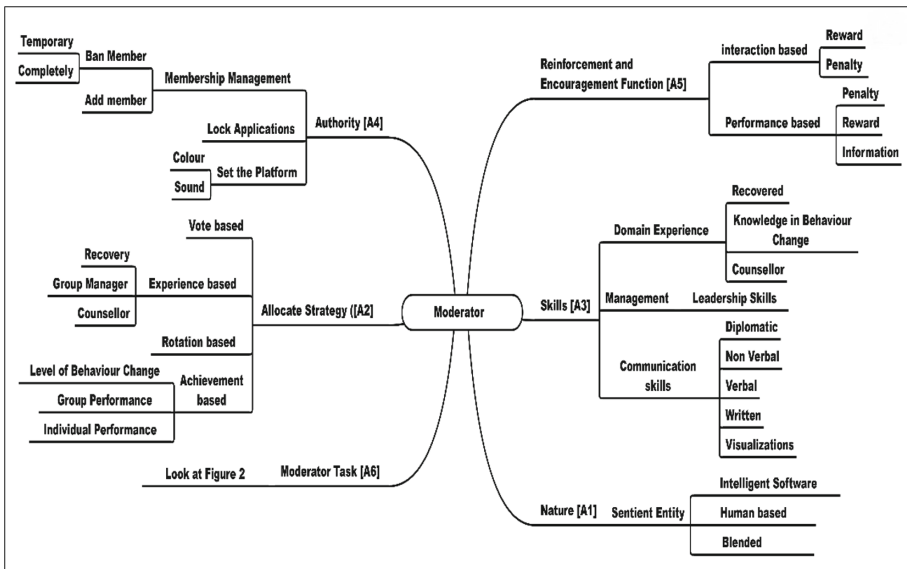 Temporary
Completely
Ban Member
Add member
Membership Management
Lock Applications
Colour
Sound
Set the Platform
Authority [A4]
Vote based
Recovery
Group Manager
Counsellor
Experience based
Rotation based
Level of Behaviour Change
Group Performance
Individual Performance
Achievement
based
Allocate Strategy ([A2]
Look at Figure 2
Moderator Task [A6]
Moderator
Reinforcement and
Encouragement Function [A5]
interaction based
Reward
Penalty
Performance based
Penalty
Reward
Information
Skills [A3]
Domain Experience
Recovered
Knowledge in Behaviour
Change
Counsellor
Management
Leadership Skills
Communication
skills
Diplomatic
Non Verbal
Verbal
Written
Visualizations
Nature [A1]
Sentient Entity
Intelligent Software
Human based
Blended